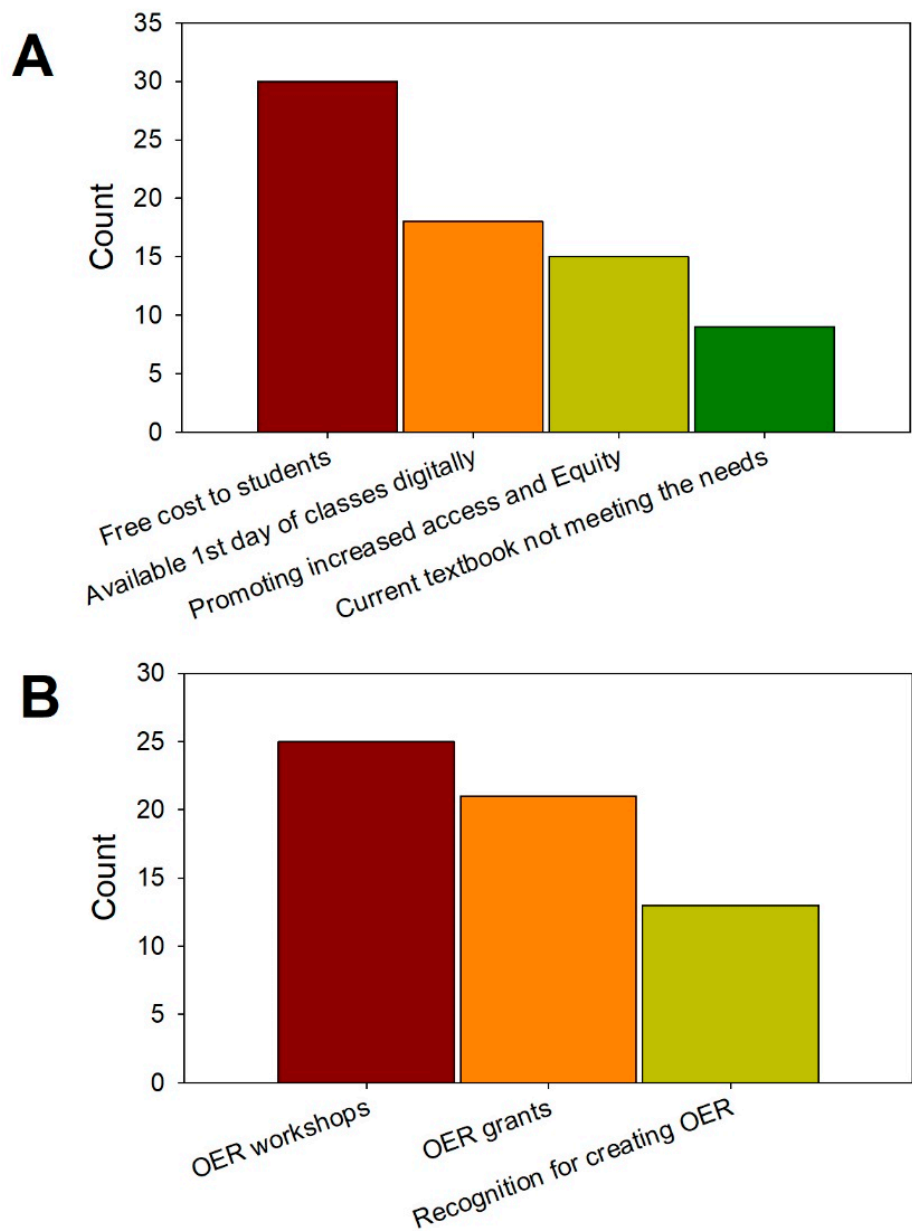 A
Count
35
30
25
20
15
10
5
0
Free cost to students
Available 1st day of classes digitally
Promoting increased access and Equity
Current textbook not meeting the needs
B
Count
30
25
20
15
10
5
0
OER workshops
OER grants
Recognition for creating OER